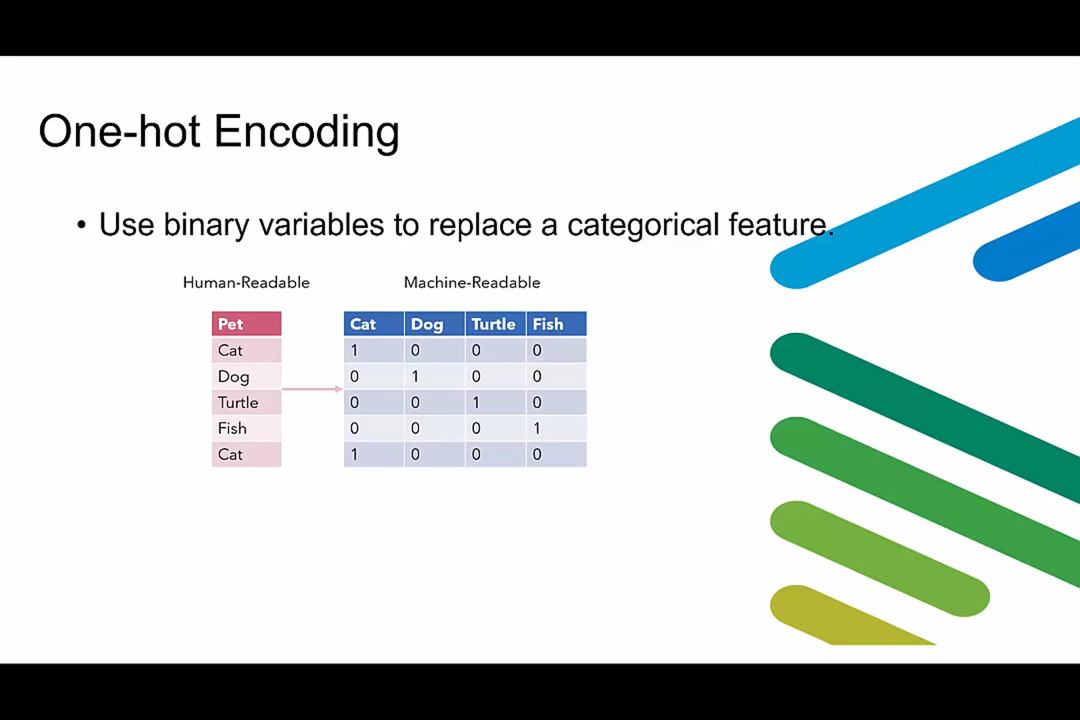 One-hot Encoding
• Use binary variables to replace a categorical feature.
Human-Readable Machine-Readable
Pet Cat Dog Turtle Fish
Cat 1 0 0 0
Dog 0 1 0 0
Turtle 0 0 1 0
Fish 0 0 0 1
Cat 1 0 0 0